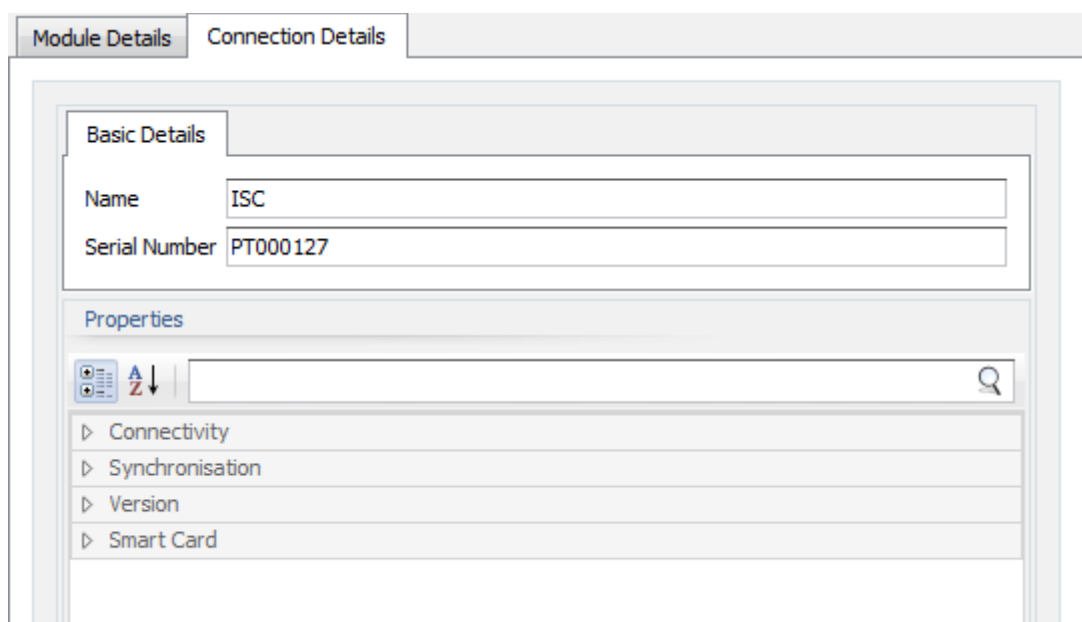 Module Details Connection Details
Basic Details
Name ISC
Serial Number PT000127
Properties
A
Z
Connectivity
Synchronisation
Version
Smart Card